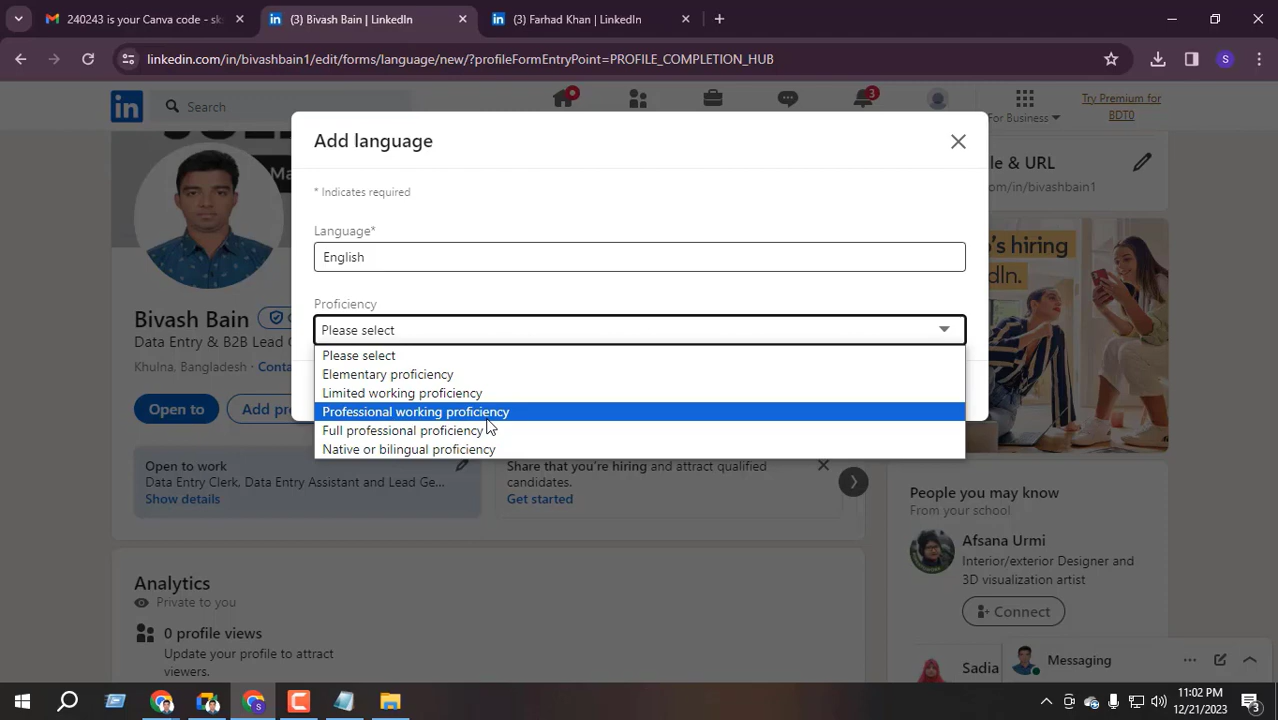 240243 is your Canva code - sk
(3) Bivash Bain | LinkedIn
(3) Farhad Khan | LinkedIn
linkedin.com/in/bivashbain1/edit/forms/language/new/?profileFormEntryPoint=PROFILE_COMPLETION_HUB
S
in
Search
3
For Business
Try Premium for
BDT0
Add language
* Indicates required
Language*
English
Proficiency
Please select
Please select
Elementary proficiency
Limited working proficiency
Professional working proficiency
Full professional proficiency
Native or bilingual proficiency
le & URL
om/in/bivashbain1
's hiring
dIn.
Bivash Bain
Data Entry & B2B Lead
Khulna, Bangladesh
Conta
Open to
Add pr
Open to work
Data Entry Clerk, Data Entry Assistant and Lead Ge...
Show details
Share that you're hiring and attract qualified
candidates.
Get started
People you may know
From your school
Afsana Urmi
Interior/exterior Designer and
3D visualization artist
Connect
Sadia
Messaging
Analytics
Private to you
0 profile views
Update your profile to attract
viewers.
11:02 PM
12/21/2023
3